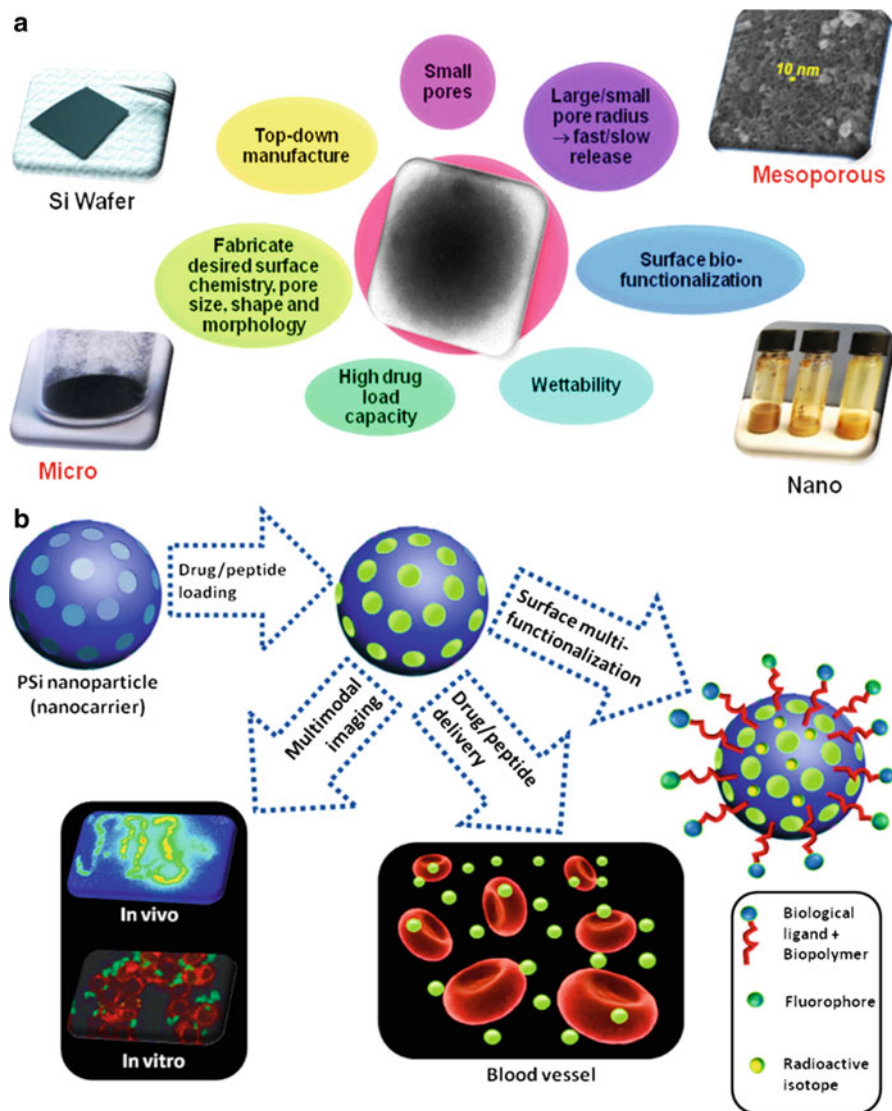 a
Small
pores
Large/small
pore radius
→ fast/slow
release
10 nm
Top-down
manufacture
Si Wafer
Mesoporous
Fabricate
desired surface
chemistry, pore
size, shape and
morphology
Surface bio-
functionalization
High drug
load
capacity
Wettability
Micro
Nano
b
Drug/peptide
loading
PSi nanoparticle
(nanocarrier)
Surface multi-
functionalization
Multimodal
imaging
Drug/peptide
delivery
In vivo
In vitro
Blood vessel
Biological
ligand +
Biopolymer
Fluorophore
Radioactive
isotope